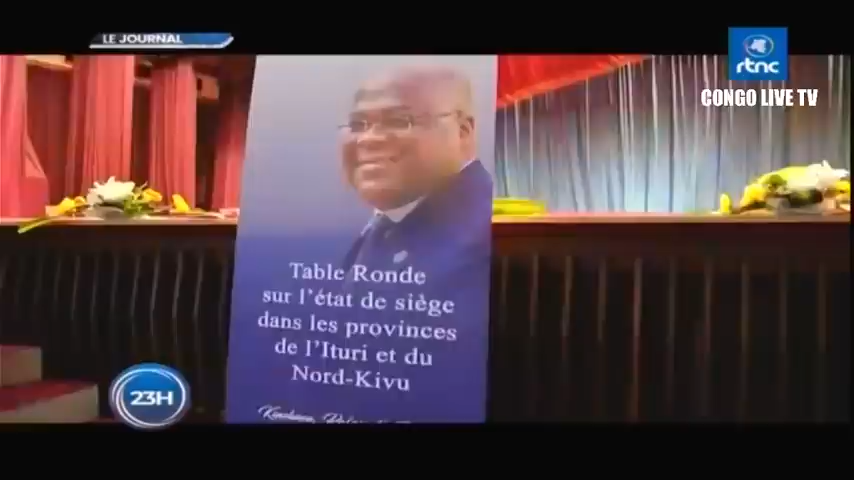 LE JOURNAL
rtnc
CONGO LIVE TV
Table Ronde
sur l'état de siège
dans les provinces
de l'Ituri et du
Nord-Kivu
Kinshasa,
23H